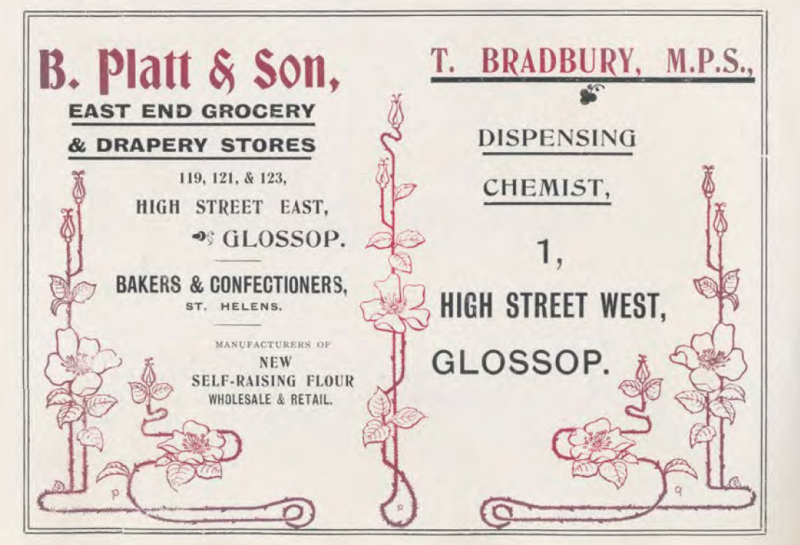 B. Platt & Son,
EAST END GROCERY
& DRAPERY STORES
119, 121, & 123,
HIGH STREET EAST,
GLOSSOP.
BAKERS & CONFECTIONERS,
ST. HELENS.
MANUFACTURERS OF
NEW
SELF-RAISING FLOUR
WHOLESALE & RETAIL.
T. BRADBURY, M.P.S.,
DISPENSING
CHEMIST,
1,
HIGH STREET WEST,
GLOSSOP.